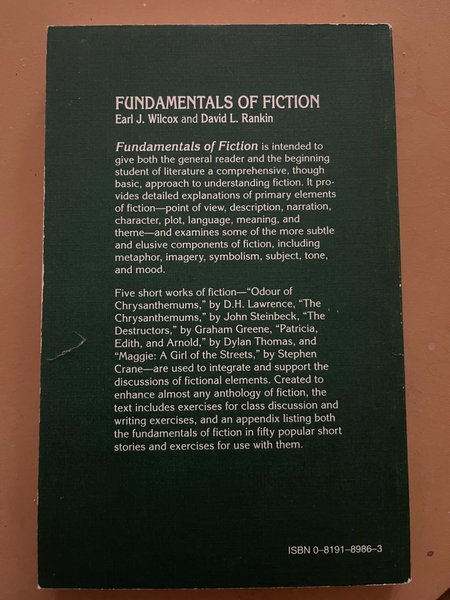 FUNDAMENTALS OF FICTION
Earl J. Wilcox and David L. Rankin
Fundamentals of Fiction is intended to
give both the general reader and the beginning
student of literature a comprehensive, though
basic, approach to understanding fiction. It pro-
vides detailed explanations of primary elements
of fiction—point of view, description, narration,
character, plot, language, meaning, and
theme—and examines some of the more subtle
and elusive components of fiction, including
metaphor, imagery, symbolism, subject, tone,
and mood.
Five short works of fiction—“Odour of
Chrysanthemums,” by D.H. Lawrence, “The
Chrysanthemums,” by John Steinbeck, “The
Destructors,” by Graham Greene, “Patricia,
Edith, and Arnold,” by Dylan Thomas, and
“Maggie: A Girl of the Streets,” by Stephen
Crane—are used to integrate and support the
discussions of fictional elements. Created to
enhance almost any anthology of fiction, the
text includes exercises for class discussion and
writing exercises, and an appendix listing both
the fundamentals of fiction in fifty popular short
stories and exercises for use with them.
ISBN 0–8191–8986–3